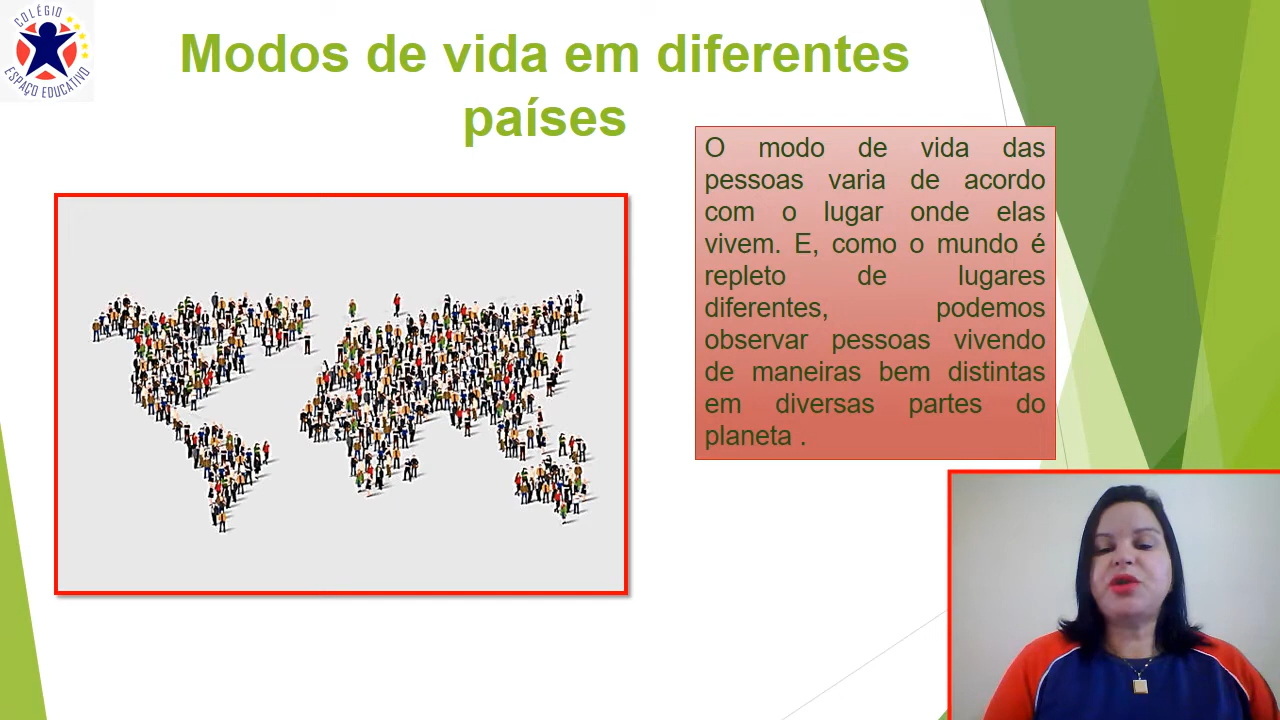 COLÉGIO
ESPAÇO EDUCATIVO
Modos de vida em diferentes
países
O modo de vida das
pessoas varia de acordo
com o lugar onde elas
vivem. E, como o mundo é
repleto de lugares
diferentes, podemos
observar pessoas vivendo
de maneiras bem distintas
em diversas partes do
planeta .